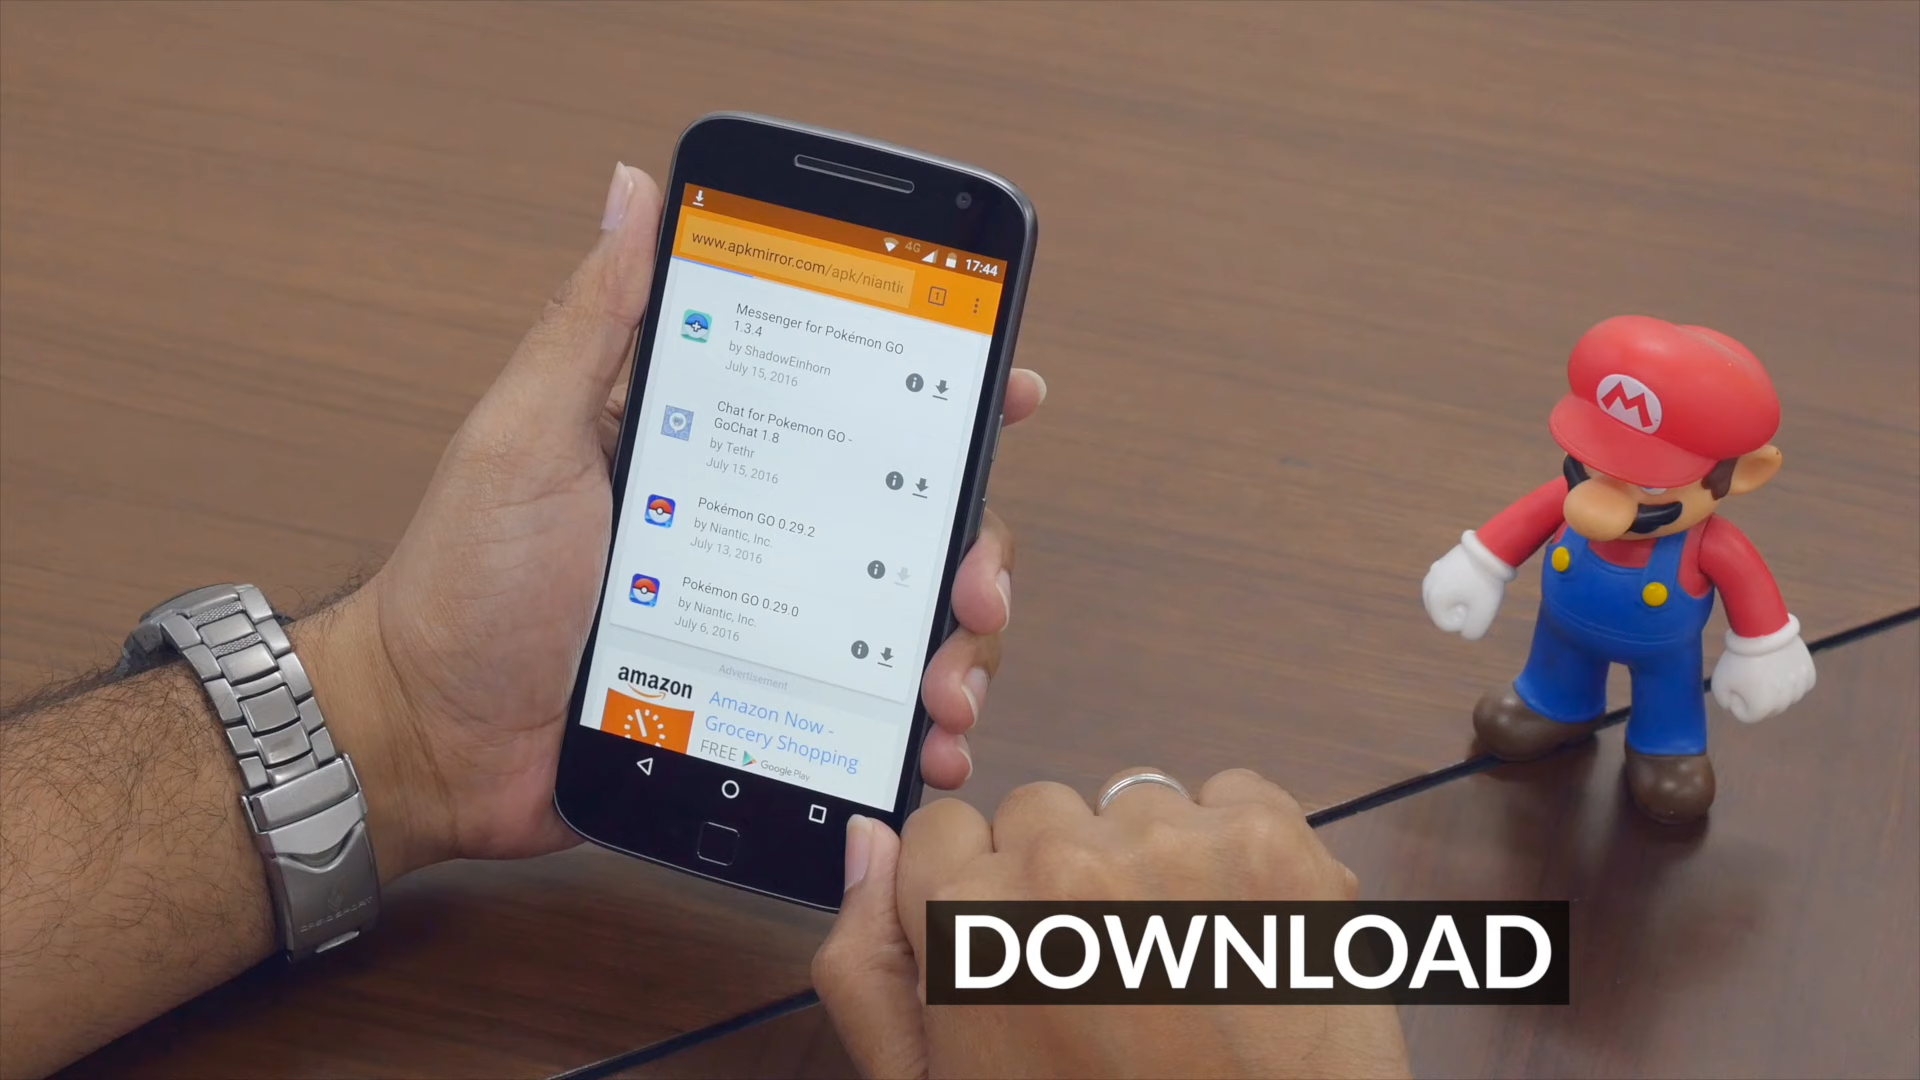 4G 17:44
www.apkmirror.com/apk/niantic
1
Messenger for Pokémon GO
1.3.4
by ShadowEinhorn
July 15, 2016
Chat for Pokemon GO -
GoChat 1.8
by Tethr
July 15, 2016
Pokémon GO 0.29.2
by Niantic, Inc.
July 13, 2016
Pokémon GO 0.29.0
by Niantic, Inc.
July 6, 2016
Advertisement
amazon
Amazon Now -
Grocery Shopping
FREE Google Play
M
DOWNLOAD